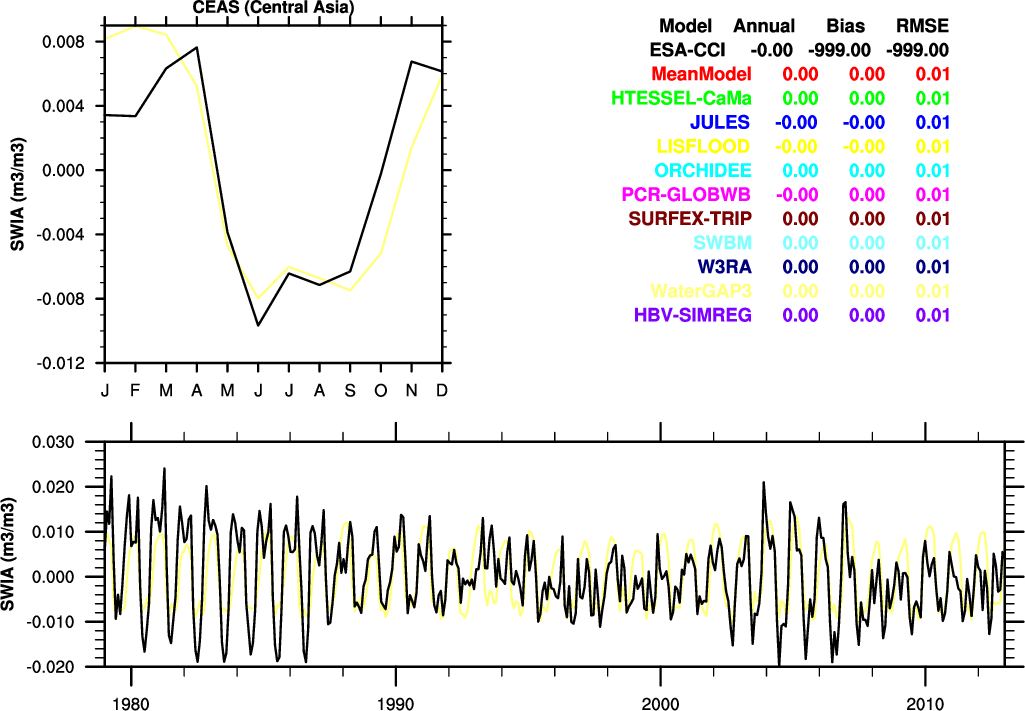 CEAS (Central Asia)
0.008
0.004
0.000
-0.004
-0.008
-0.012
SWIA (m3/m3)
J F M A M J J A S O N D
Model Annual Bias RMSE
ESA-CCI -0.00 -999.00 -999.00
MeanModel 0.00 0.00 0.01
HTESSEL-CaMa 0.00 0.00 0.01
JULES -0.00 -0.00 0.01
LISFLOOD -0.00 -0.00 0.01
ORCHIDEE 0.00 0.00 0.01
PCR-GLOBWB -0.00 0.00 0.01
SURFEX-TRIP 0.00 0.00 0.01
SWBM 0.00 0.00 0.01
W3RA 0.00 0.00 0.01
WaterGAP3 0.00 0.00 0.01
HBV-SIMREG 0.00 0.00 0.01
0.030
0.020
0.010
0.000
-0.010
-0.020
SWIA (m3/m3)
1980 1990 2000 2010